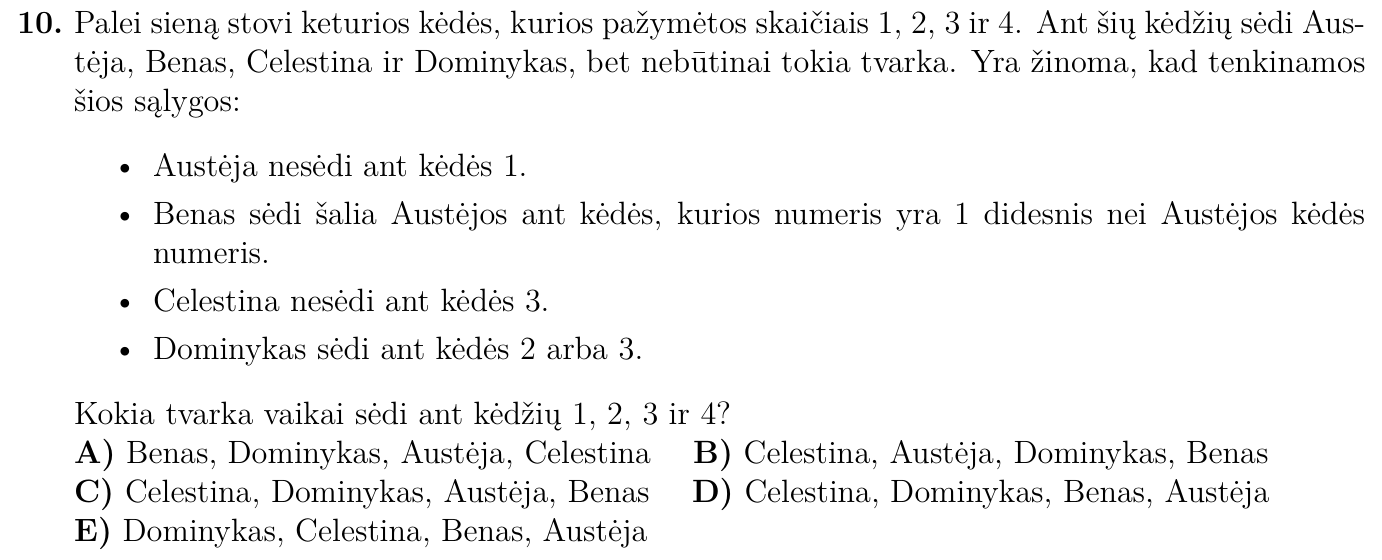 10. Palei sieną stovi keturios kėdės, kurios pažymėtos skaičiais 1, 2, 3 ir 4. Ant šių kėdžių sėdi Aus-
tėja, Benas, Celestina ir Dominykas, bet nebūtinai tokia tvarka. Yra žinoma, kad tenkinamos
šios sąlygos:
• Austėja nesėdi ant kėdės 1.
• Benas sėdi šalia Austėjos ant kėdės, kurios numeris yra 1 didesnis nei Austėjos kėdės
numeris.
• Celestina nesėdi ant kėdės 3.
• Dominykas sėdi ant kėdės 2 arba 3.
Kokia tvarka vaikai sėdi ant kėdžių 1, 2, 3 ir 4?
A) Benas, Dominykas, Austėja, Celestina B) Celestina, Austėja, Dominykas, Benas
C) Celestina, Dominykas, Austėja, Benas D) Celestina, Dominykas, Benas, Austėja
E) Dominykas, Celestina, Benas, Austėja